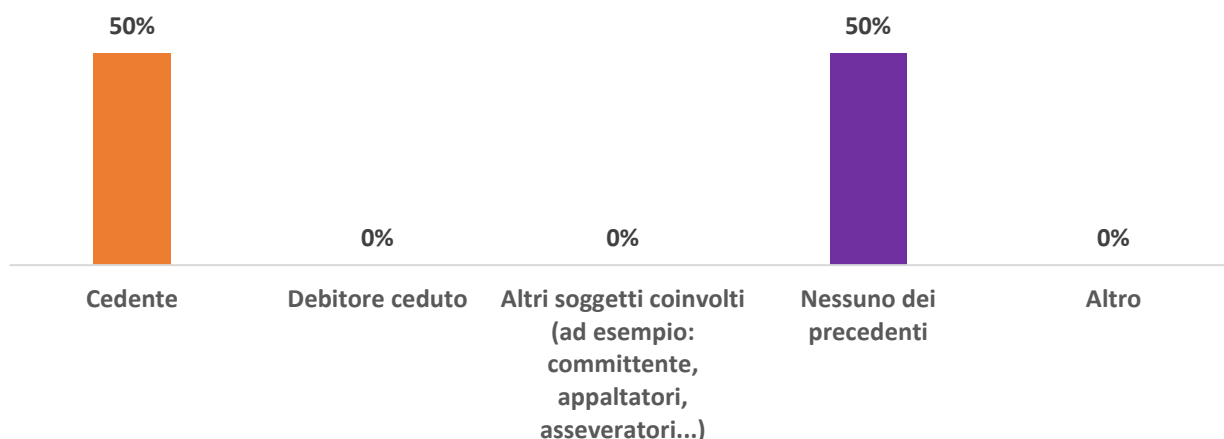 50%
0%
0%
50%
0%
Cedente
Debitore ceduto
Altri soggetti coinvolti
(ad esempio:
committente,
appaltatori,
asseveratori...)
Nessuno dei
precedenti
Altro